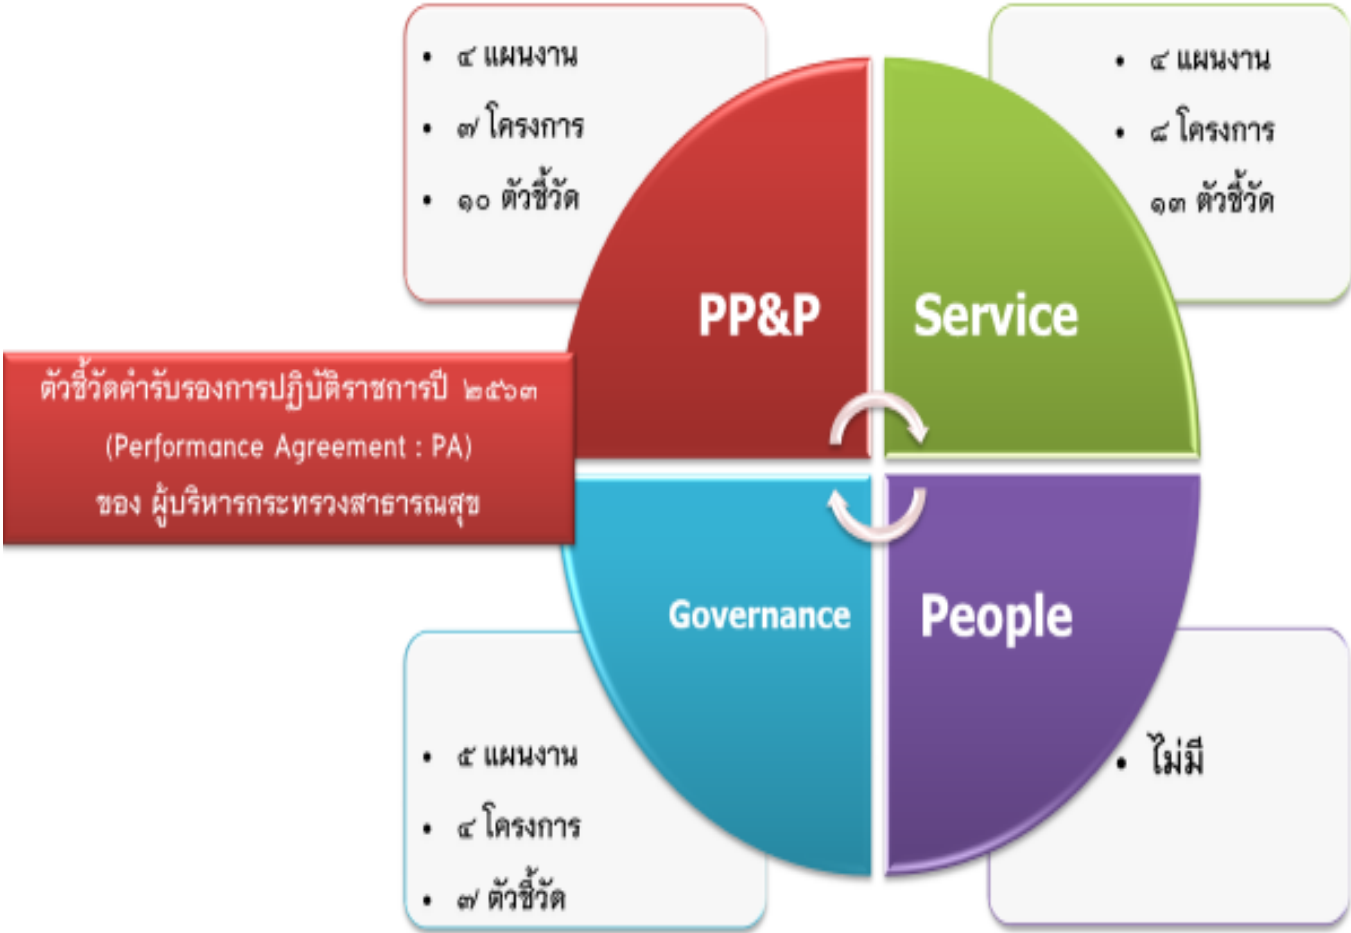 • ๔ แผนงาน
• ๗ โครงการ
• ๑๐ ตัวชี้วัด
• ๔ แผนงาน
• ๘ โครงการ
๑๓ ตัวชี้วัด
PP&P
Service
ตัวชี้วัดคำรับรองการปฏิบัติราชการปี ๒๕๖๓
(Performance Agreement : PA)
ของ ผู้บริหารกระทรวงสาธารณสุข
Governance
People
• ๕ แผนงาน
• ๔ โครงการ
• ๗ ตัวชี้วัด
• ไม่มี